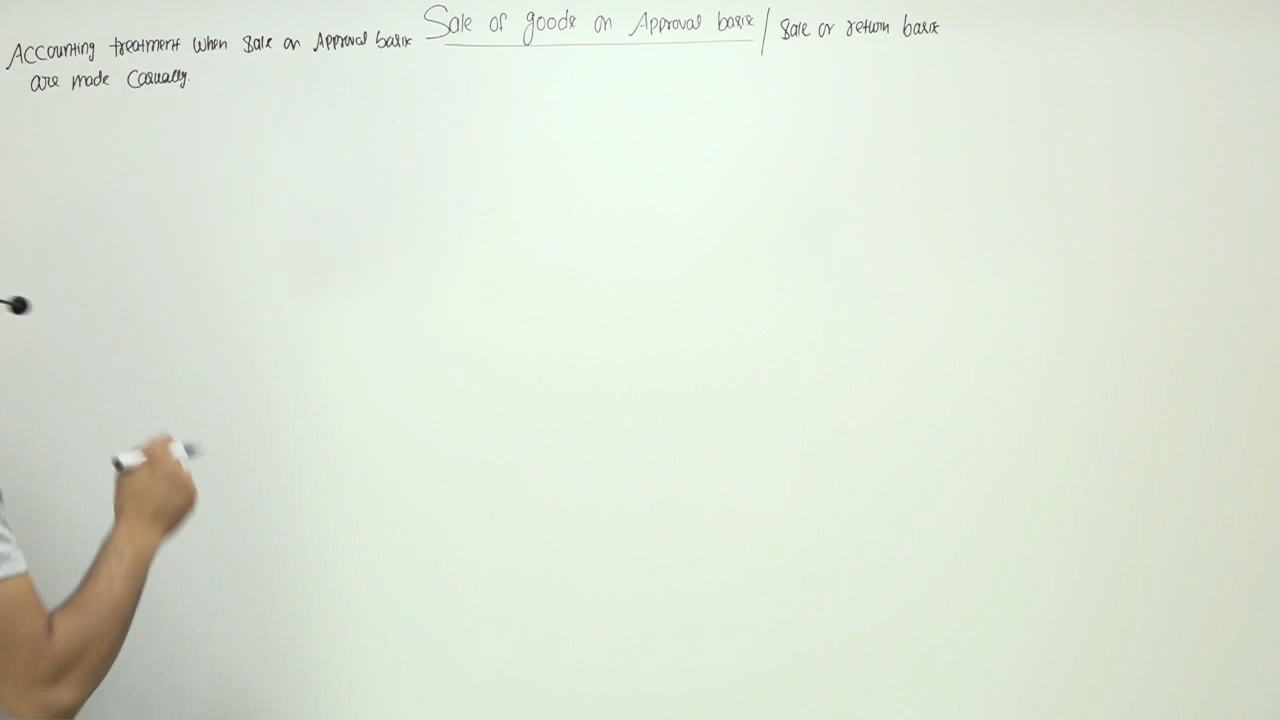 Sale of goods on Approval basis / Sale or return basis
Accounting treatment when Sale on Approval basis
are made Casually.